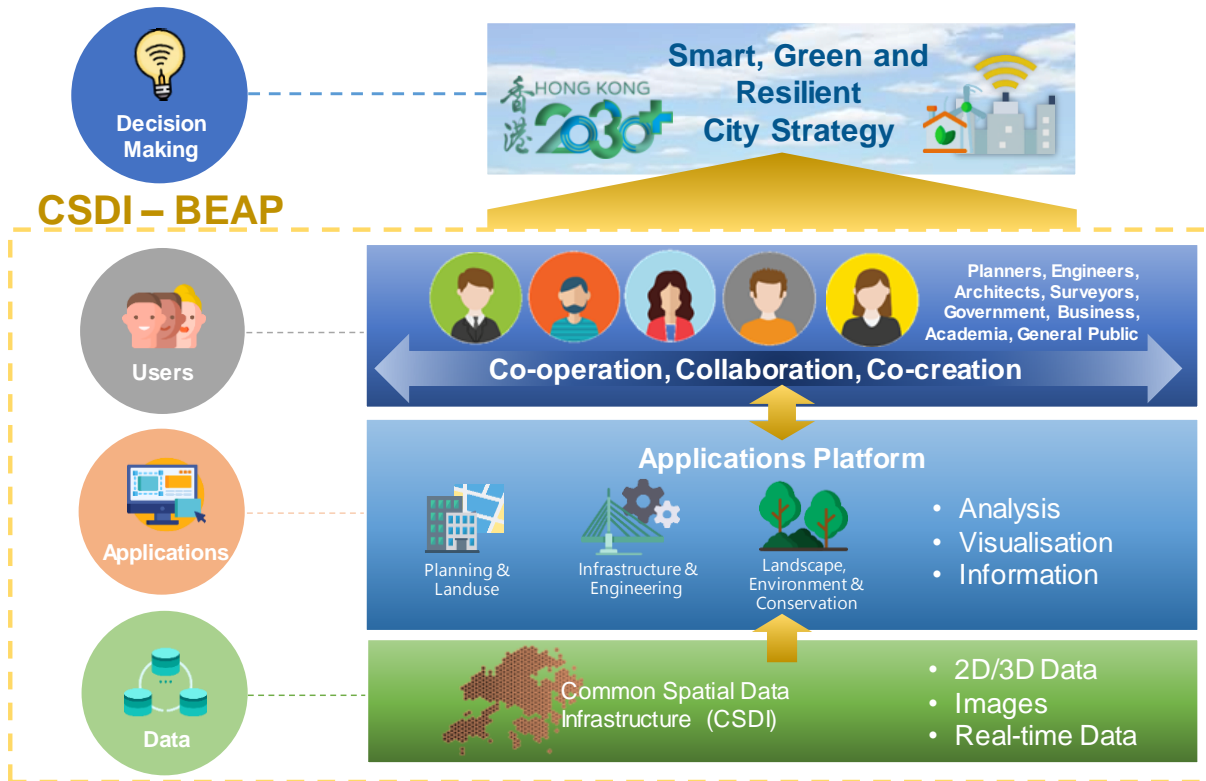 Decision
Making
香港
HONG KONG
2030+
Smart, Green and
Resilient
City Strategy
CSDI – BEAP
Users
Planners, Engineers,
Architects, Surveyors,
Government, Business,
Academia, General Public
Co-operation, Collaboration, Co-creation
Applications
Applications Platform
Planning &
Landuse
Infrastructure &
Engineering
Landscape,
Environment &
Conservation
• Analysis
• Visualisation
• Information
Data
Common Spatial Data
Infrastructure (CSDI)
• 2D/3D Data
• Images
• Real-time Data